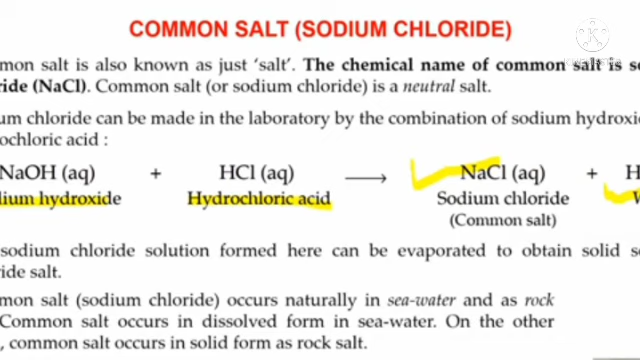 COMMON SALT (SODIUM CHLORIDE)
mon salt is also known as just 'salt'. The chemical name of common salt is so
ride (NaCl). Common salt (or sodium chloride) is a neutral salt.
um chloride can be made in the laboratory by the combination of sodium hydroxid
rochloric acid :
NaOH (aq) + HCl (aq) ⟶ NaCl (aq) + H
lium hydroxide Hydrochloric acid Sodium chloride W
(Common salt)
sodium chloride solution formed here can be evaporated to obtain solid so
ride salt.
mon salt (sodium chloride) occurs naturally in sea-water and as rock
Common salt occurs in dissolved form in sea-water. On the other
, common salt occurs in solid form as rock salt.